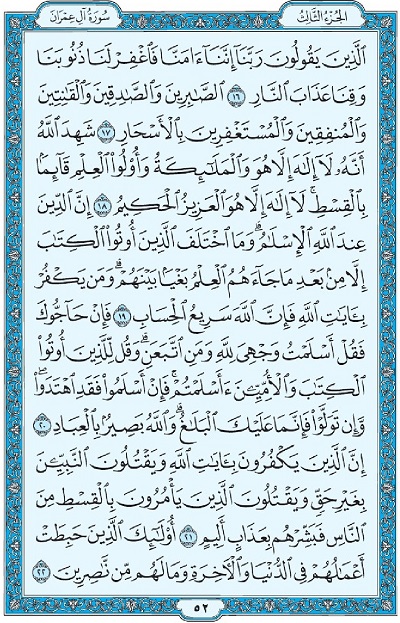 سُورَةُ آلِ عِمْرَانَ
الجُزْءُ الثَّالِثُ
ٱلَّذِينَ يَقُولُونَ رَبَّنَآ إِنَّنَآ ءَامَنَّا فَٱغْفِرْ لَنَا ذُنُوبَنَا
وَقِنَا عَذَابَ ٱلنَّارِ ١٦ ٱلصَّٰبِرِينَ وَٱلصَّٰدِقِينَ وَٱلْقَٰنِتِينَ
وَٱلْمُنفِقِينَ وَٱلْمُسْتَغْفِرِينَ بِٱلْأَسْحَارِ ١٧ شَهِدَ ٱللَّهُ
أَنَّهُۥ لَآ إِلَٰهَ إِلَّا هُوَ وَٱلْمَلَٰٓئِكَةُ وَأُو۟لُوا۟ ٱلْعِلْمِ قَآئِمًۢا
بِٱلْقِسْطِ ۚ لَآ إِلَٰهَ إِلَّا هُوَ ٱلْعَزِيزُ ٱلْحَكِيمُ ١٨ إِنَّ ٱلدِّينَ
عِندَ ٱللَّهِ ٱلْإِسْلَٰمُ ۗ وَمَا ٱخْتَلَفَ ٱلَّذِينَ أُوتُوا۟ ٱلْكِتَٰبَ
إِلَّا مِنۢ بَعْدِ مَا جَآءَهُمُ ٱلْعِلْمُ بَغْيًۢا بَيْنَهُمْ ۗ وَمَن يَكْفُرْ
بِـَٔايَٰتِ ٱللَّهِ فَإِنَّ ٱللَّهَ سَرِيعُ ٱلْحِسَابِ ١٩ فَإِنْ حَآجُّوكَ
فَقُلْ أَسْلَمْتُ وَجْهِىَ لِلَّهِ وَمَنِ ٱتَّبَعَنِ ۗ وَقُل لِّلَّذِينَ أُوتُوا۟
ٱلْكِتَٰبَ وَٱلْأُمِّيِّـۧنَ ءَأَسْلَمْتُمْ ۚ فَإِنْ أَسْلَمُوا۟ فَقَدِ ٱهْتَدَوا۟ ۖ
وَّإِن تَوَلَّوْا۟ فَإِنَّمَا عَلَيْكَ ٱلْبَلَٰغُ ۗ وَٱللَّهُ بَصِيرٌۢ بِٱلْعِبَادِ ٢٠
إِنَّ ٱلَّذِينَ يَكْفُرُونَ بِـَٔايَٰتِ ٱللَّهِ وَيَقْتُلُونَ ٱلنَّبِيِّـۧنَ
بِغَيْرِ حَقٍّ وَيَقْتُلُونَ ٱلَّذِينَ يَأْمُرُونَ بِٱلْقِسْطِ مِنَ
ٱلنَّاسِ فَبَشِّرْهُم بِعَذَابٍ أَلِيمٍ ٢١ أُو۟لَٰٓئِكَ ٱلَّذِينَ حَبِطَتْ
أَعْمَٰلُهُمْ فِى ٱلدُّنْيَا وَٱلْأَخِرَةِ وَمَا لَهُم مِّن نَّٰصِرِينَ ٢٢
٥٢